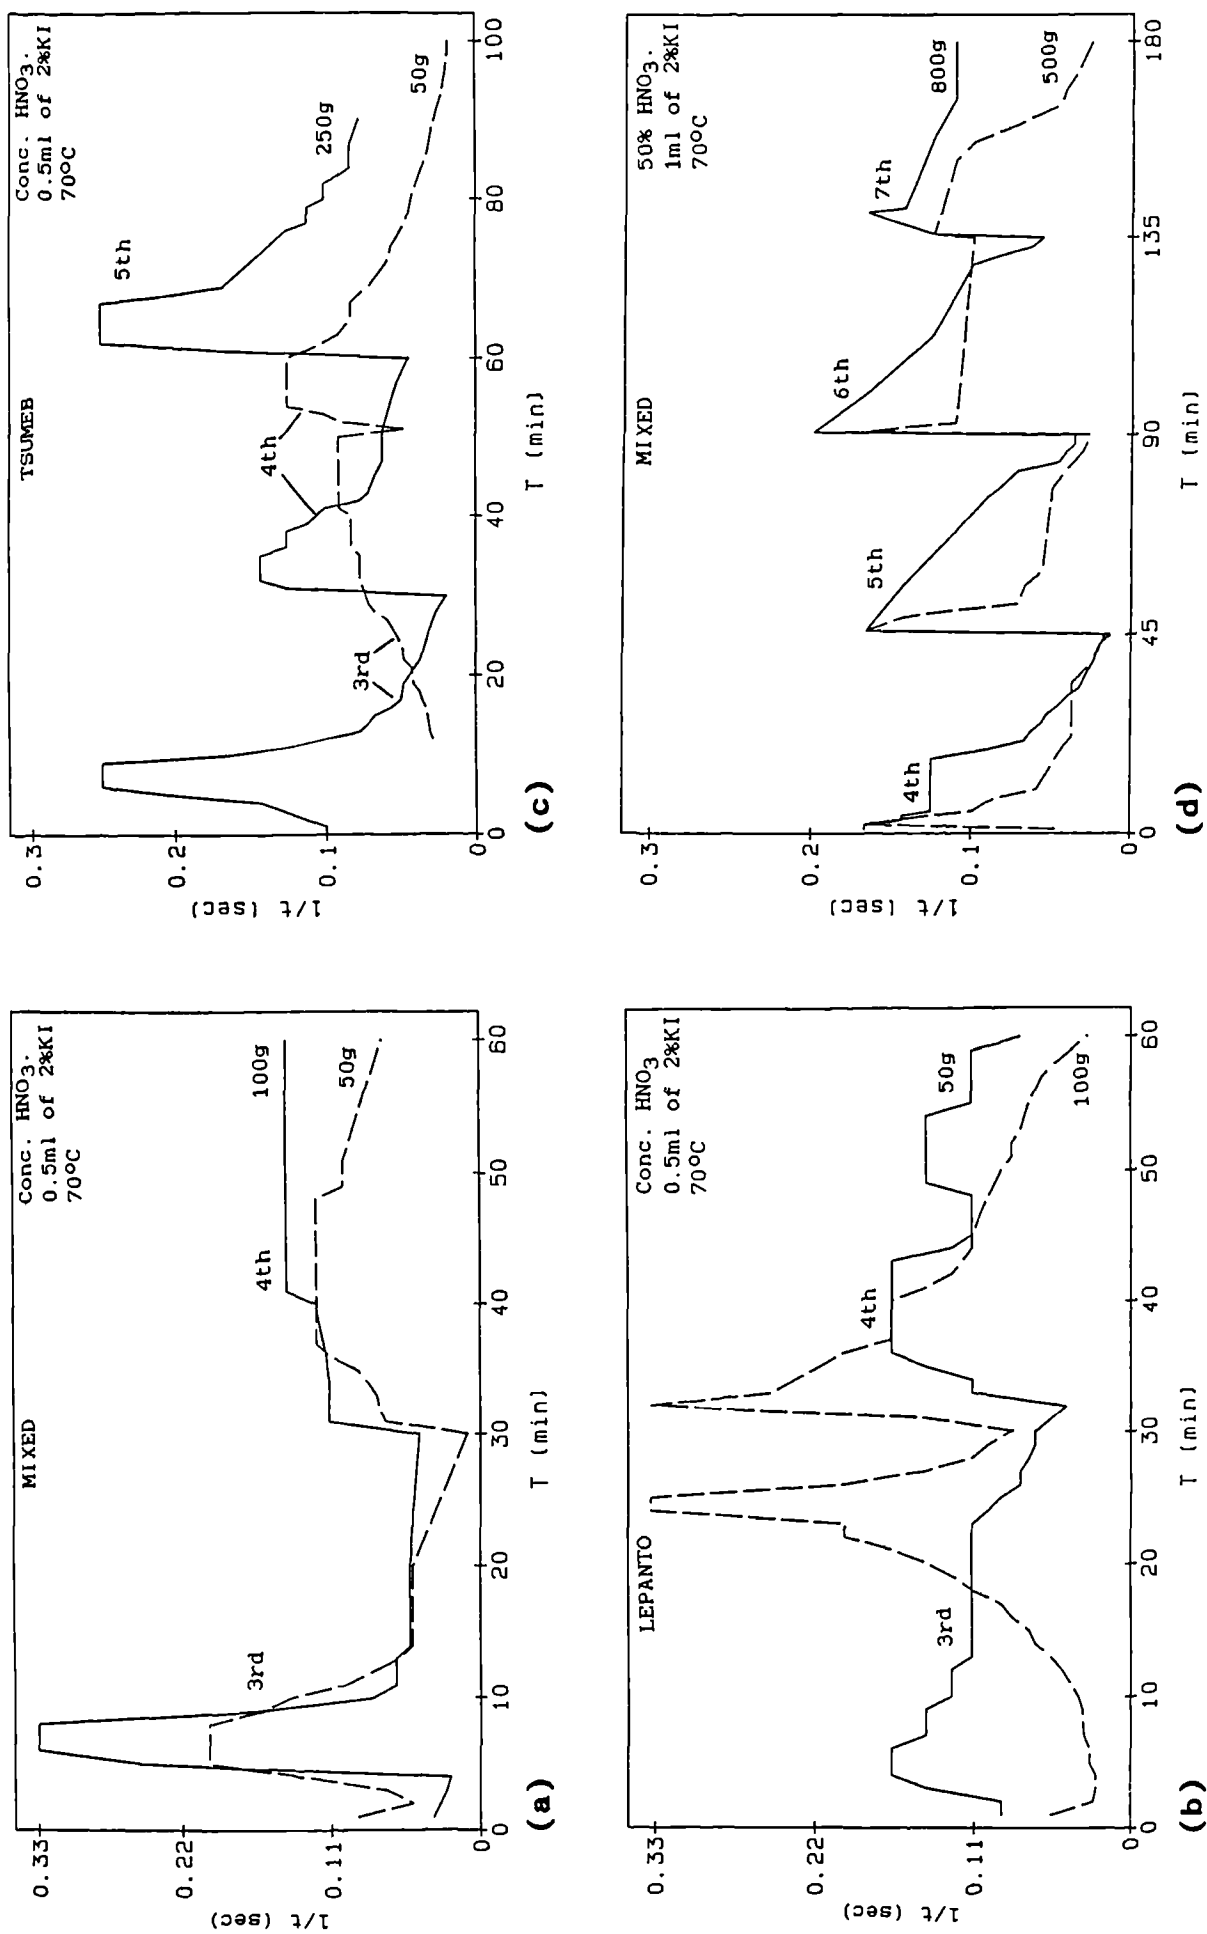 MIXED
Conc. HNO3.
0.5ml of 2%KI
70°C
0.33
0.22
0.11
0
1/t (sec)
3rd
4th
100g
50g
0
10
20
30
40
50
60
T (min)
(a)
LEPANTO
Conc. HNO3
0.5ml of 2%KI
70°C
0.33
0.22
0.11
0
1/t (sec)
3rd
4th
50g
100g
0
10
20
30
40
50
60
T (min)
(b)
TSUMEB
Conc. HNO3.
0.5ml of 2%KI
70°C
0.3
0.2
0.1
0
1/t (sec)
3rd
4th
5th
250g
50g
0
20
40
60
80
100
T (min)
(c)
MIXED
50% HNO3.
1ml of 2%KI
70°C
0.3
0.2
0.1
0
1/t (sec)
4th
5th
6th
7th
800g
500g
0
45
90
135
180
T (min)
(d)